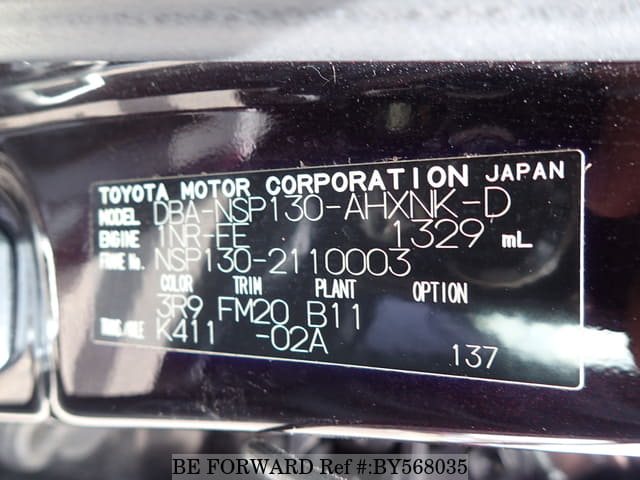 TOYOTA MOTOR CORPORATION JAPAN
MODEL DBA-NSP130-AHXNK-D
ENGINE 1NR-FE 1329 mL
FRAME No. NSP130-2110003
COLOR TRIM PLANT OPTION
3R9 FM20 B11
TRANS/AXLE K411 -02A
137
BE FORWARD Ref #:BY568035